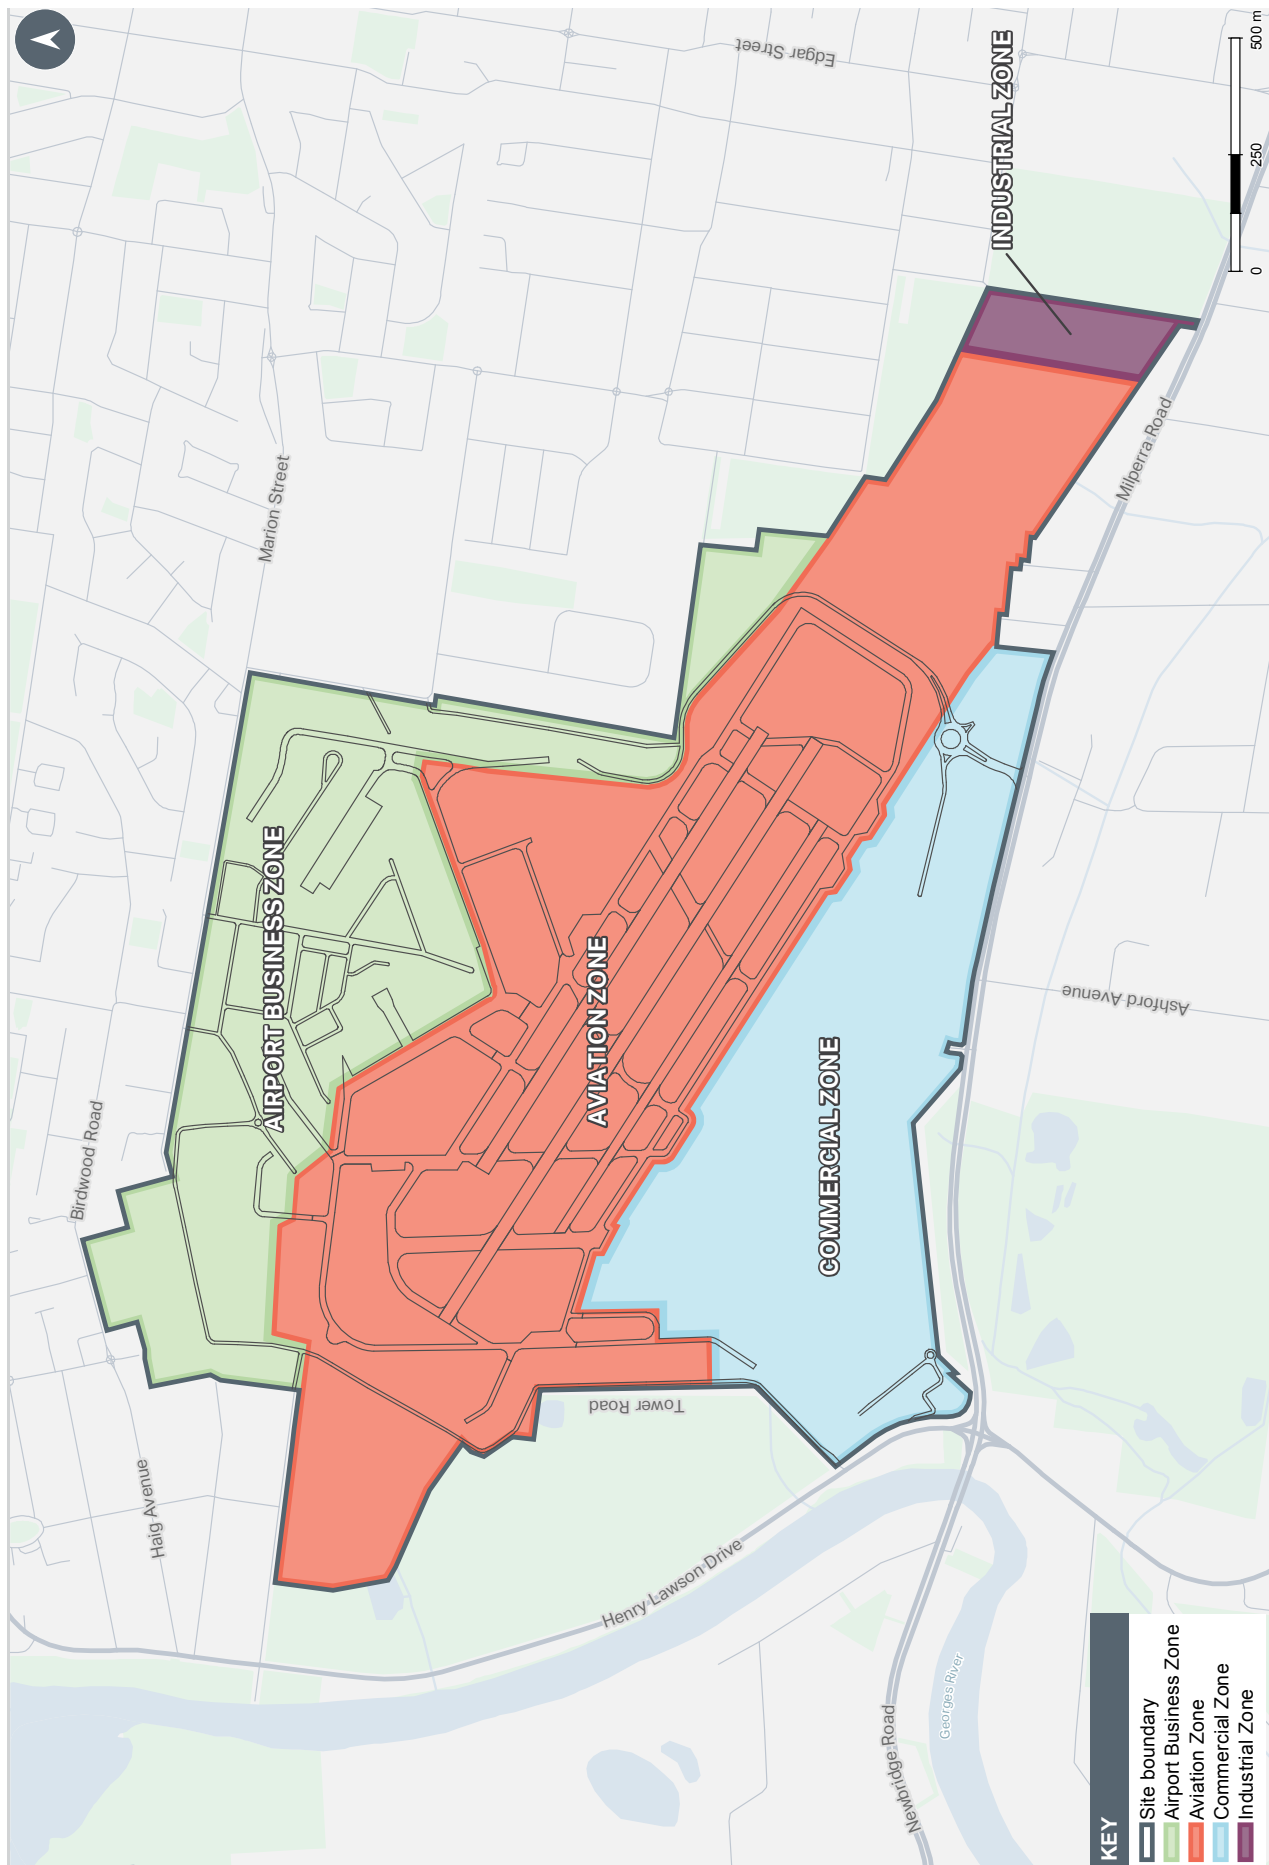 Edgar Street
INDUSTRIAL ZONE
Marion Street
Milperra Road
AIRPORT BUSINESS ZONE
AVIATION ZONE
COMMERCIAL ZONE
Ashford Avenue
Birdwood Road
Tower Road
Haig Avenue
Henry Lawson Drive
Newbridge Road
Georges River
0 250 500 m
KEY
Site boundary
Airport Business Zone
Aviation Zone
Commercial Zone
Industrial Zone